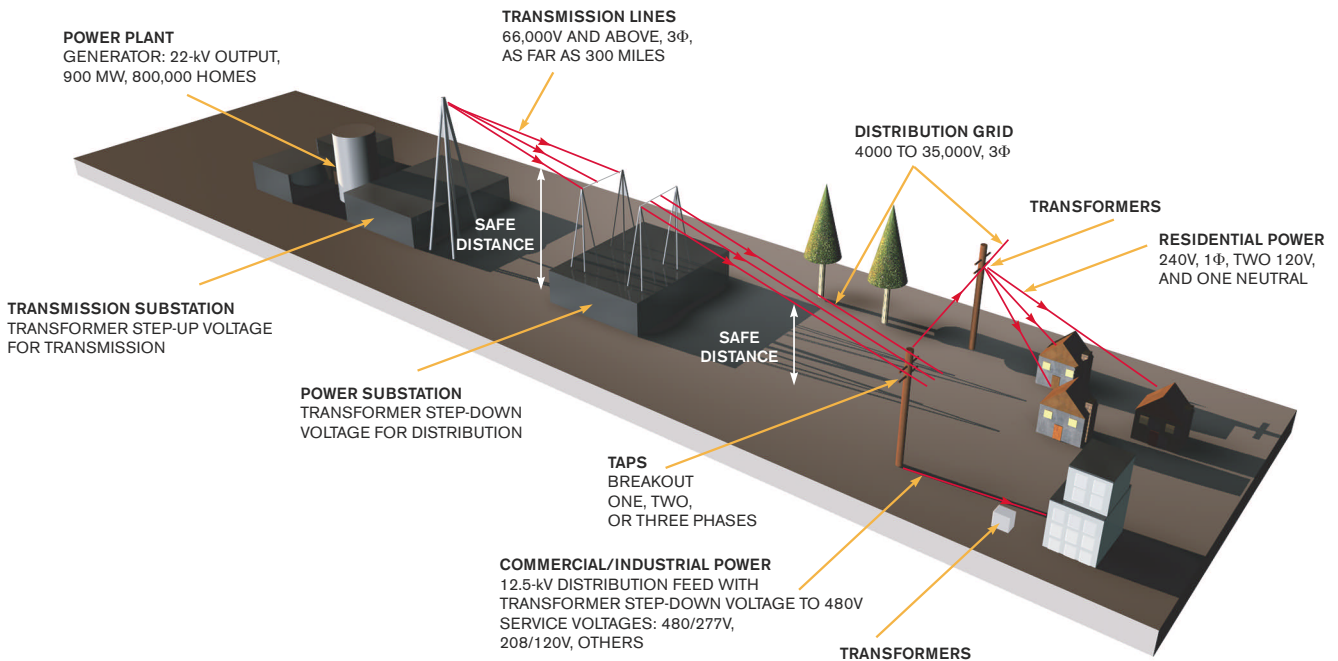 POWER PLANT
GENERATOR: 22-kV OUTPUT,
900 MW, 800,000 HOMES
TRANSMISSION LINES
66,000V AND ABOVE, 3Φ,
AS FAR AS 300 MILES
DISTRIBUTION GRID
4000 TO 35,000V, 3Φ
TRANSFORMERS
RESIDENTIAL POWER
240V, 1Φ, TWO 120V,
AND ONE NEUTRAL
SAFE
DISTANCE
TRANSMISSION SUBSTATION
TRANSFORMER STEP-UP VOLTAGE
FOR TRANSMISSION
SAFE
DISTANCE
POWER SUBSTATION
TRANSFORMER STEP-DOWN
VOLTAGE FOR DISTRIBUTION
TAPS
BREAKOUT
ONE, TWO,
OR THREE PHASES
COMMERCIAL/INDUSTRIAL POWER
12.5-kV DISTRIBUTION FEED WITH
TRANSFORMER STEP-DOWN VOLTAGE TO 480V
SERVICE VOLTAGES: 480/277V,
208/120V, OTHERS
TRANSFORMERS